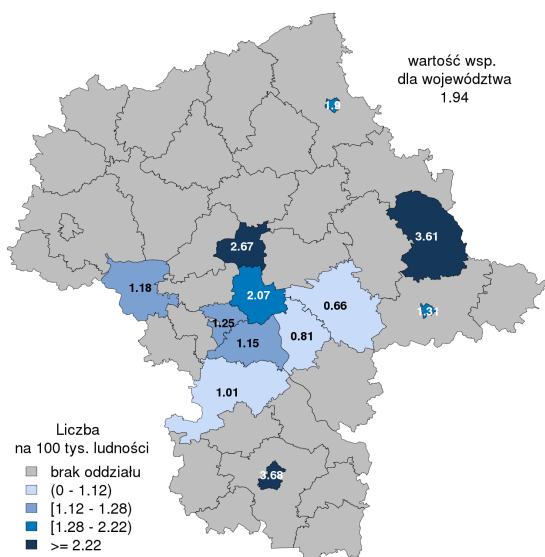 wartość wsp.
dla województwa
1.94
1.9
3.61
2.67
1.18
2.07
0.66
1.31
1.25
1.15
0.81
1.01
3.68
Liczba
na 100 tys. ludności
brak oddziału
(0 - 1.12)
[1.12 - 1.28)
[1.28 - 2.22)
>= 2.22